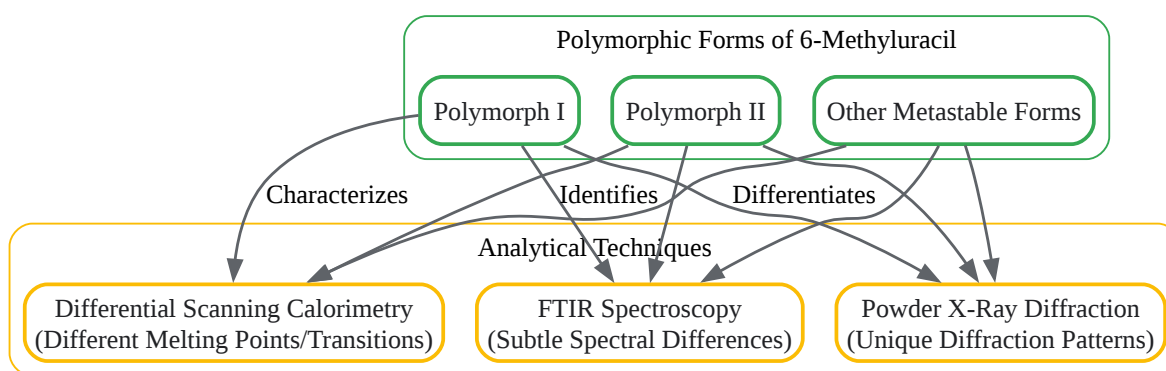 Polymorphic Forms of 6-Methyluracil
Polymorph I
Polymorph II
Other Metastable Forms
Characterizes
Identifies
Differentiates
Analytical Techniques
Differential Scanning Calorimetry
(Different Melting Points/Transitions)
FTIR Spectroscopy
(Subtle Spectral Differences)
Powder X-Ray Diffraction
(Unique Diffraction Patterns)